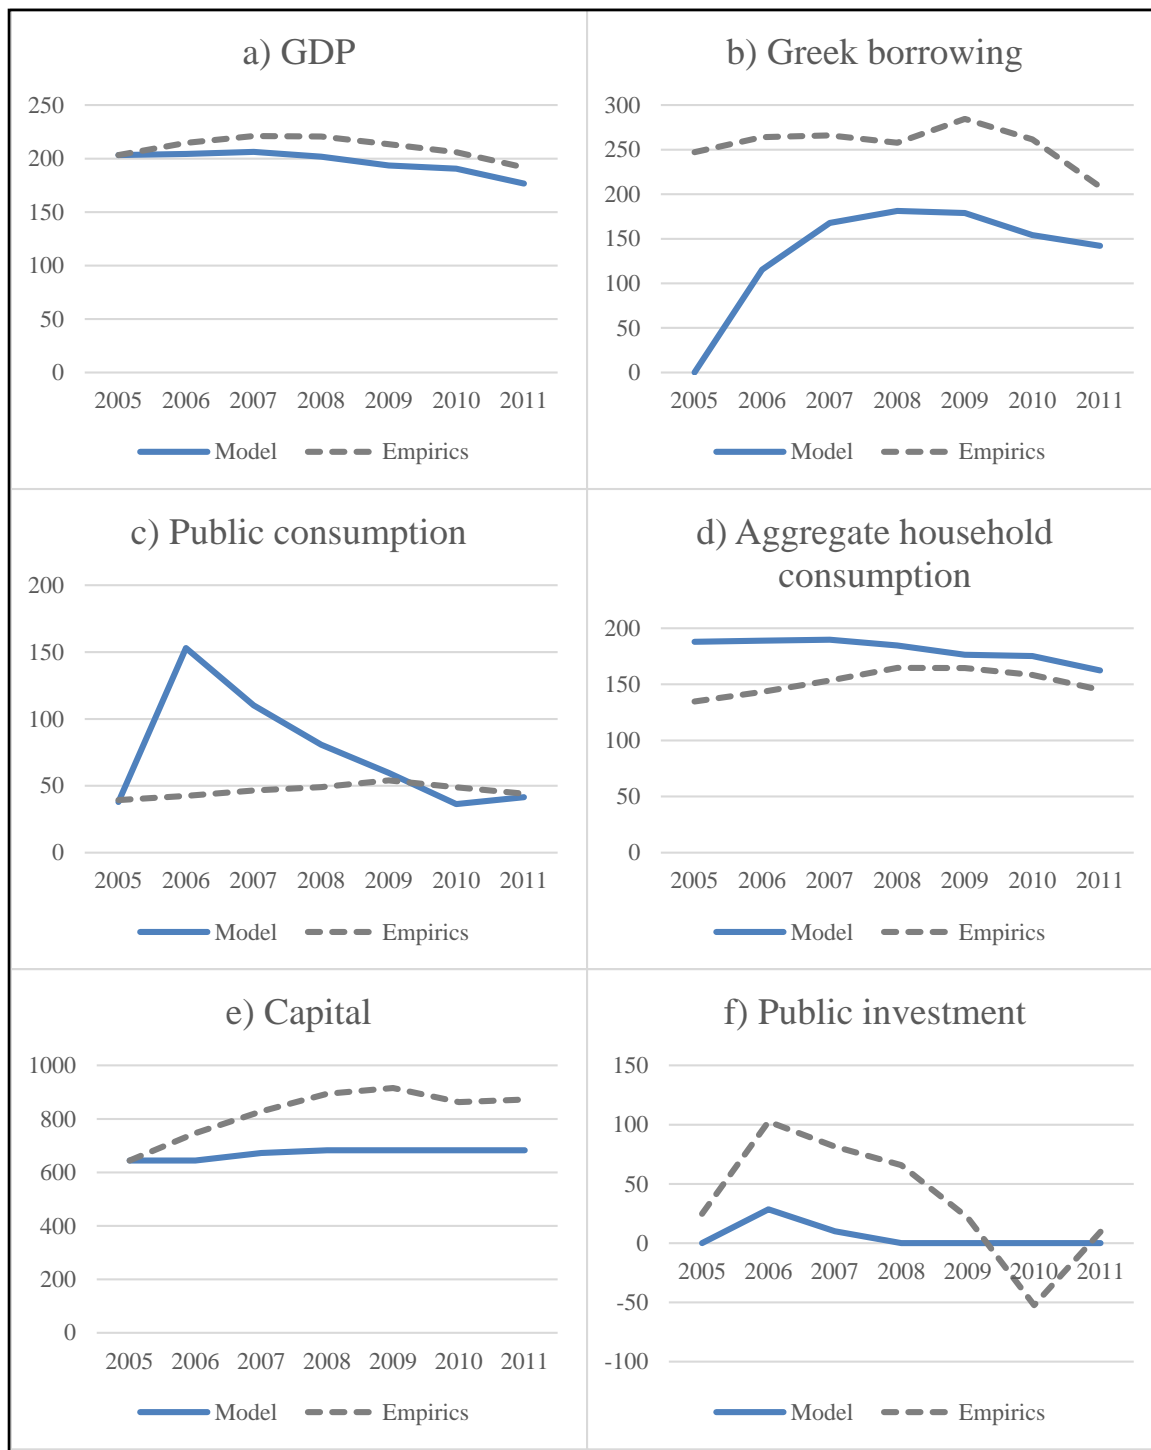 a) GDP
250
200
150
100
50
0
2005 2006 2007 2008 2009 2010 2011
Model Empirics
b) Greek borrowing
300
250
200
150
100
50
0
2005 2006 2007 2008 2009 2010 2011
Model Empirics
c) Public consumption
200
150
100
50
0
2005 2006 2007 2008 2009 2010 2011
Model Empirics
d) Aggregate household
consumption
200
150
100
50
0
2005 2006 2007 2008 2009 2010 2011
Model Empirics
e) Capital
1000
800
600
400
200
0
2005 2006 2007 2008 2009 2010 2011
Model Empirics
f) Public investment
150
100
50
0
2005 2006 2007 2008 2009 2010 2011
-50
-100
Model Empirics